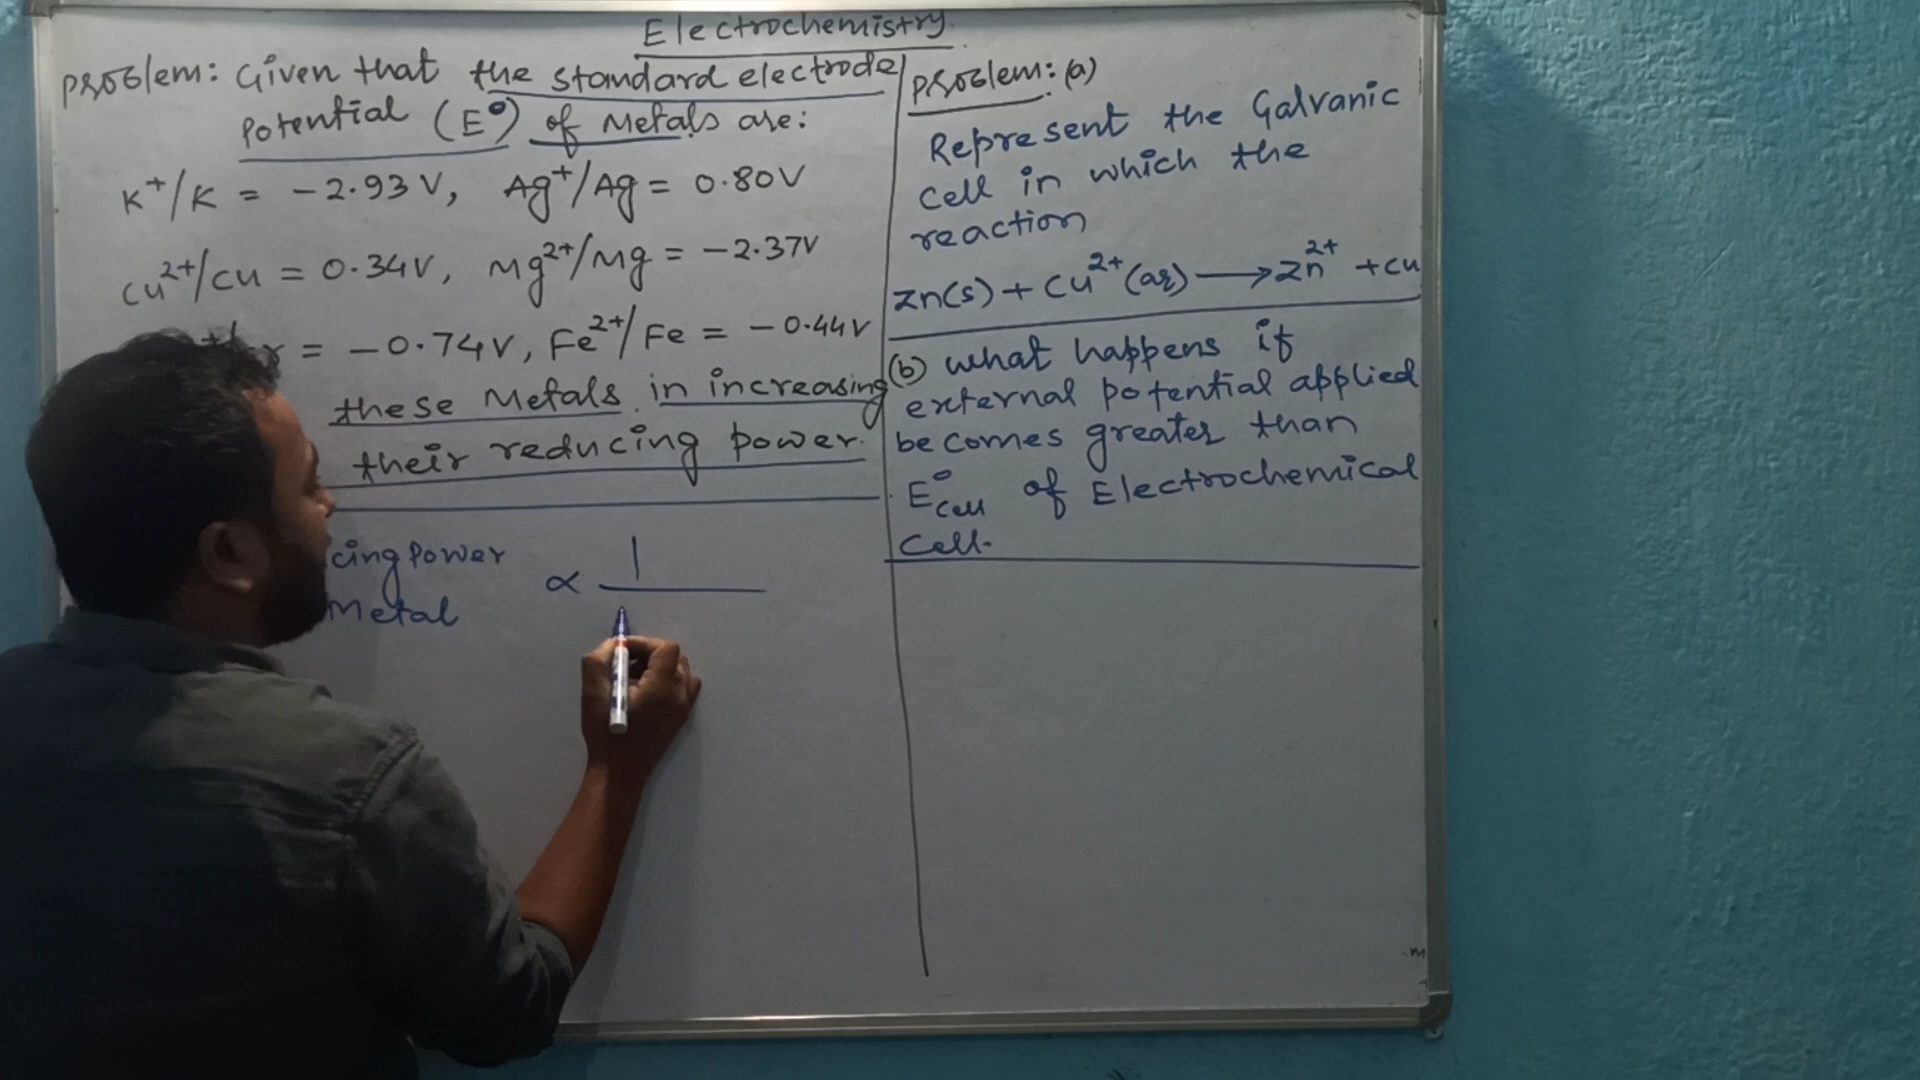 Electrochemistry.
Problem: Given that the standard electrode
Potential (E⁰) of Metals are:
K⁺/K = -2.93 V, Ag⁺/Ag = 0.80V
Cu²⁺/Cu = 0.34V, Mg²⁺/Mg = -2.37V
= -0.74V, Fe²⁺/Fe = -0.44V
these Metals in increasing
their reducing power.
cing Power
Metal
∝ 1
Problem: (a)
Represent the Galvanic
Cell in which the
reaction
Zn(s) + Cu²⁺(aq) ⟶ Zn²⁺ + Cu
(b) What happens if
external potential applied
becomes greater than
E⁰cell of Electrochemical
Cell.